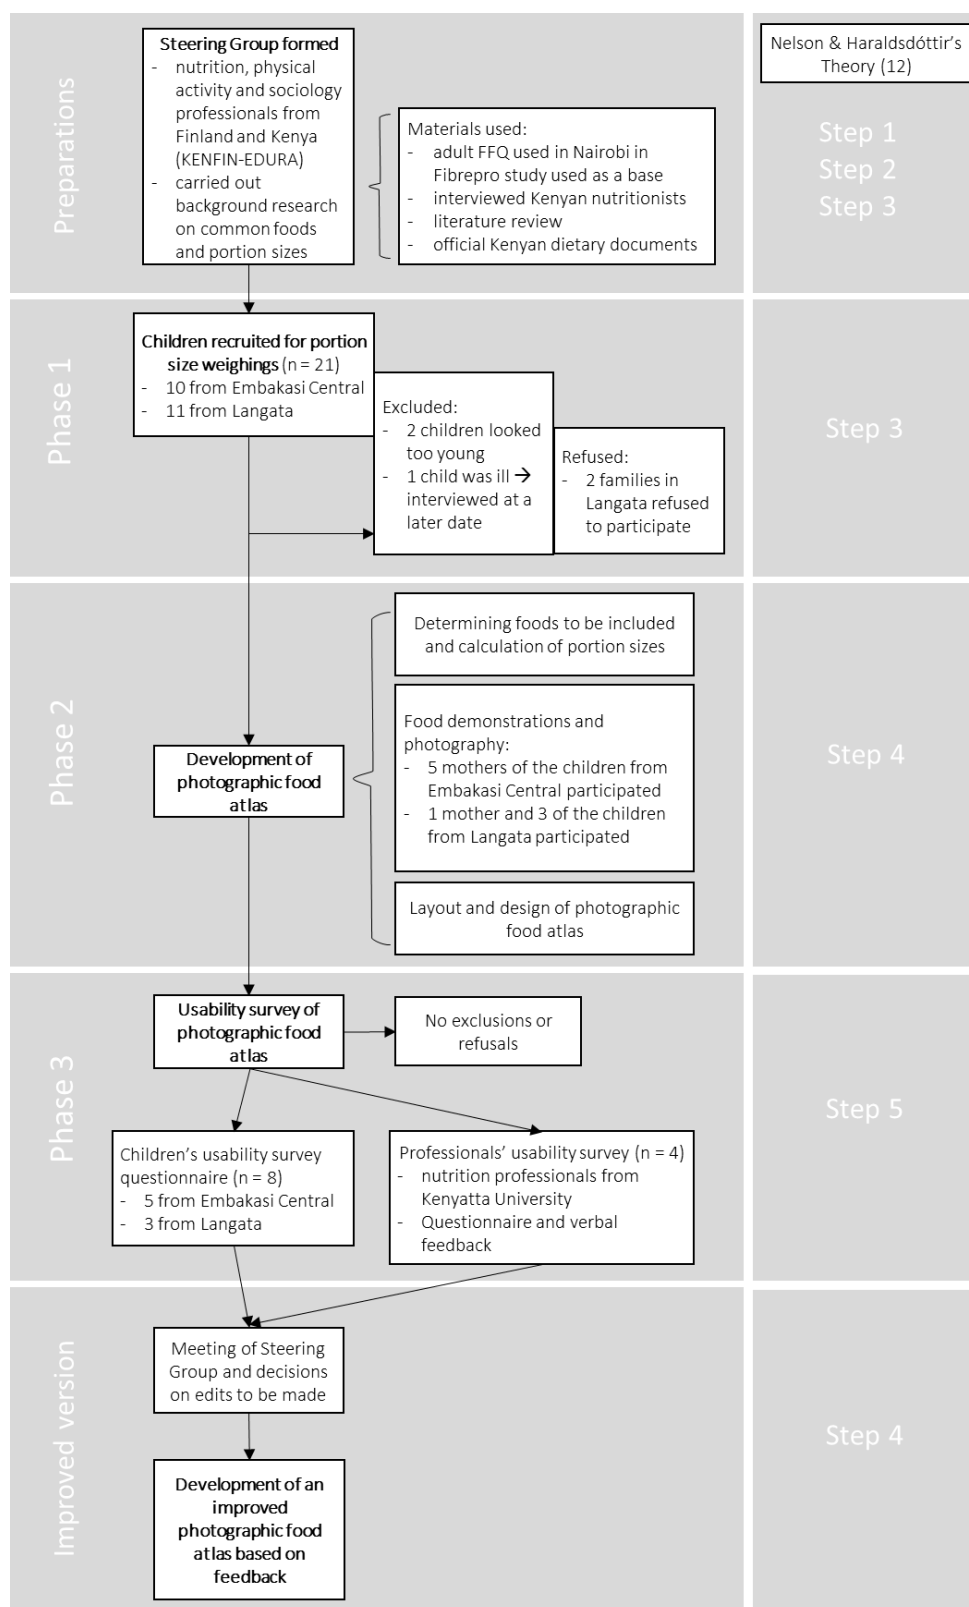 Preparations
Steering Group formed
- nutrition, physical
activity and sociology
professionals from
Finland and Kenya
(KENFIN-EDURA)
- carried out
background research
on common foods
and portion sizes
Materials used:
- adult FFQ used in Nairobi in
Fibrepro study used as a base
- interviewed Kenyan nutritionists
- literature review
- official Kenyan dietary documents
Nelson & Haraldsdóttir's
Theory (12)
Step 1
Step 2
Step 3
Phase 1
Children recruited for portion
size weighings (n = 21)
- 10 from Embakasi Central
- 11 from Langata
Excluded:
- 2 children looked
too young
- 1 child was ill →
interviewed at a
later date
Refused:
- 2 families in
Langata refused
to participate
Step 3
Phase 2
Development of
photographic food
atlas
Determining foods to be included
and calculation of portion sizes
Food demonstrations and
photography:
- 5 mothers of the children from
Embakasi Central participated
- 1 mother and 3 of the children
from Langata participated
Layout and design of photographic
food atlas
Step 4
Phase 3
Usability survey of
photographic food
atlas
No exclusions or
refusals
Children's usability survey
questionnaire (n = 8)
- 5 from Embakasi Central
- 3 from Langata
Professionals' usability survey (n = 4)
- nutrition professionals from
Kenyatta University
- Questionnaire and verbal
feedback
Step 5
Improved version
Meeting of Steering
Group and decisions
on edits to be made
Development of an
improved
photographic food
atlas based on
feedback
Step 4